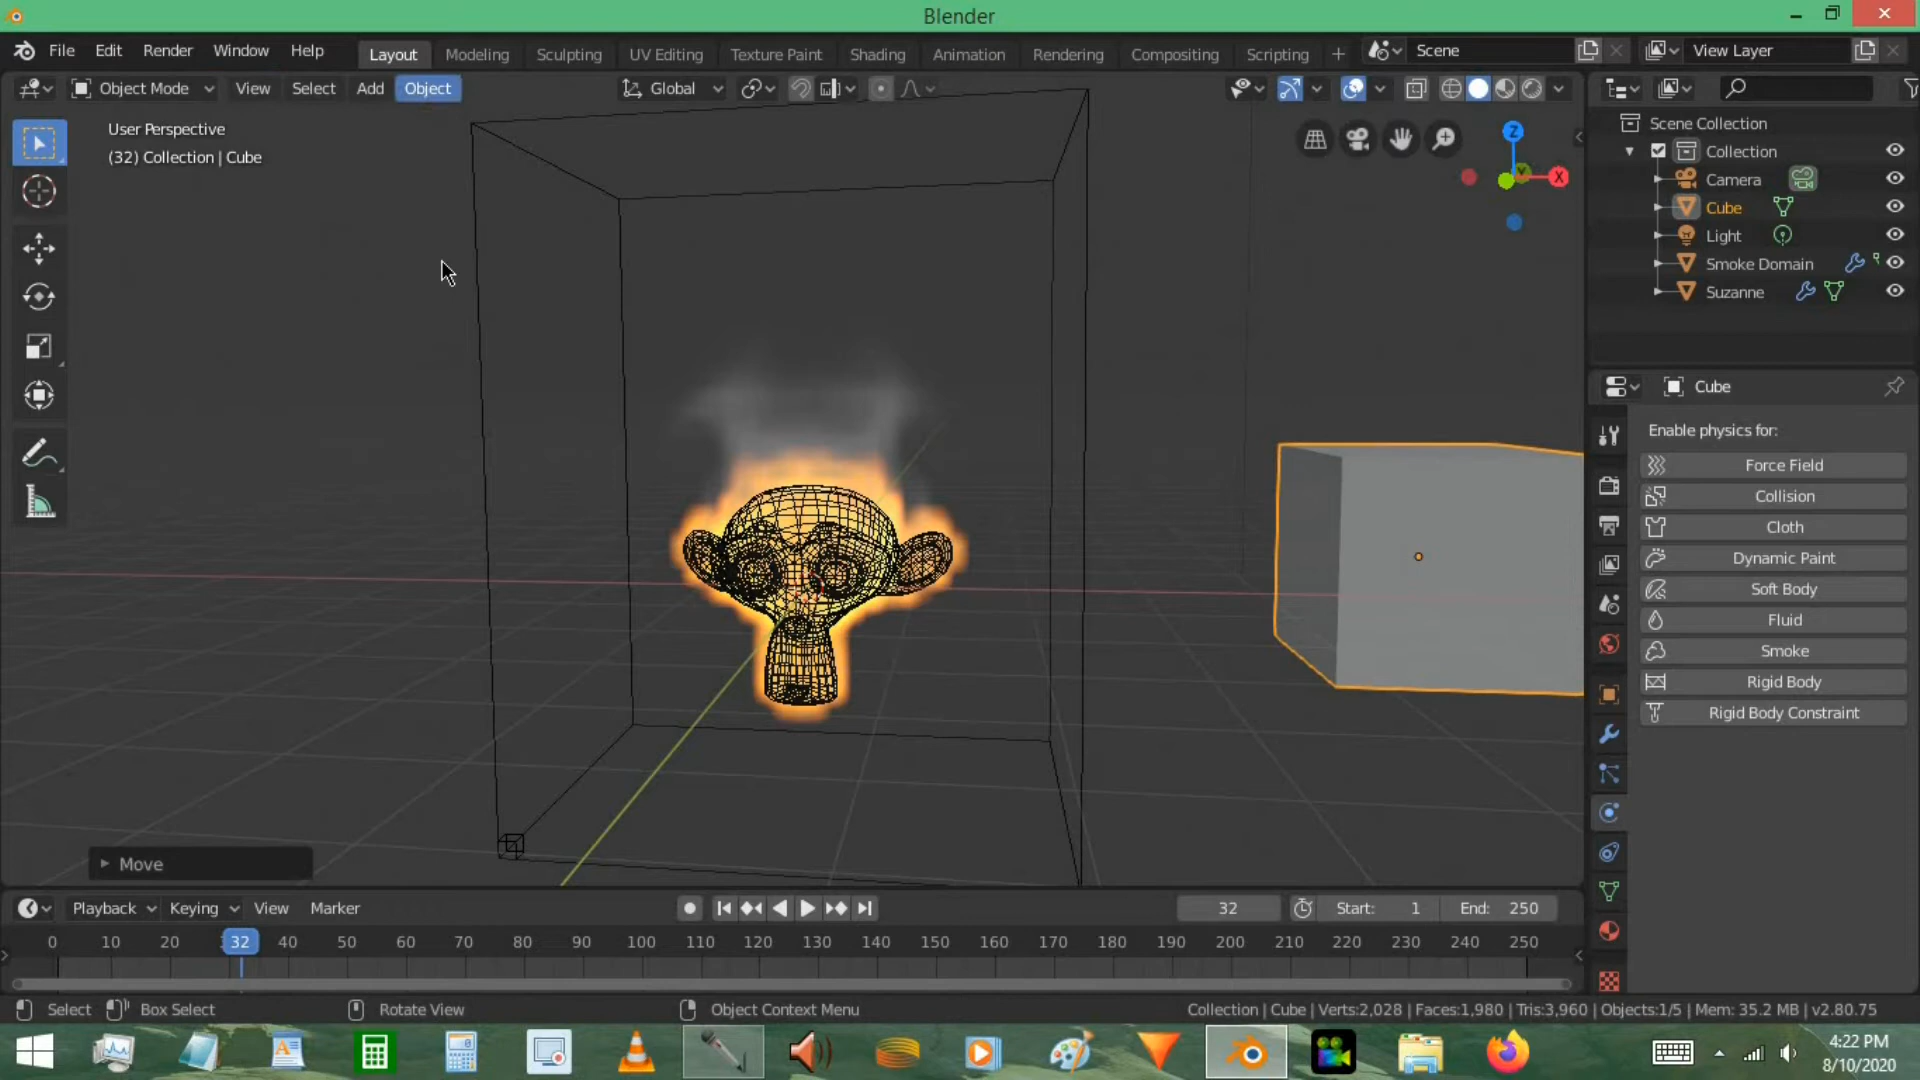 Blender
File Edit Render Window Help Layout Modeling Sculpting UV Editing Texture Paint Shading Animation Rendering Compositing Scripting + Scene View Layer
Object Mode View Select Add Object Global
User Perspective
(32) Collection | Cube
Z
X
Y
Scene Collection
Collection
Camera
Cube
Light
Smoke Domain
Suzanne
Cube
Enable physics for:
Force Field
Collision
Cloth
Dynamic Paint
Soft Body
Fluid
Smoke
Rigid Body
Rigid Body Constraint
Move
Playback Keying View Marker 32 Start: 1 End: 250
0 10 20 32 40 50 60 70 80 90 100 110 120 130 140 150 160 170 180 190 200 210 220 230 240 250
Select Box Select Rotate View Object Context Menu Collection | Cube | Verts:2,028 | Faces:1,980 | Tris:3,960 | Objects:1/5 | Mem: 35.2 MB | v2.80.75
4:22 PM
8/10/2020